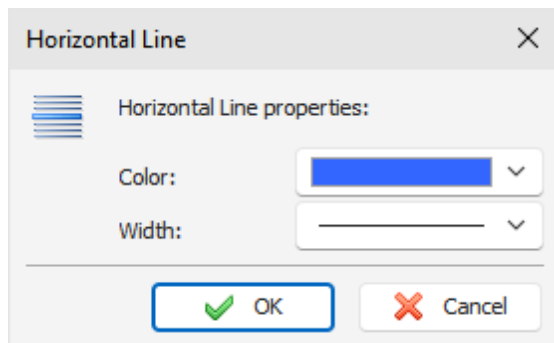 Horizontal Line
Horizontal Line properties:
Color:
Width:
OK
Cancel